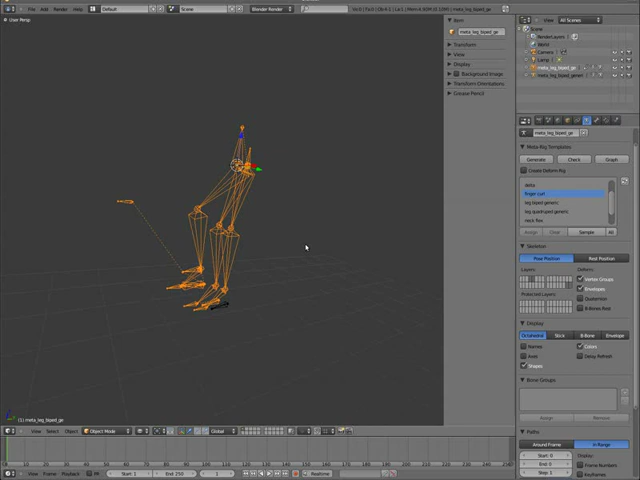 File Add Render Help
Default
Scene
Blender Render
User Persp
Item
meta_leg_biped_ge
Transform
View
Display
Background Image
Transform Orientations
Grease Pencil
View
All Scenes
Scene
RenderLayers
World
Camera
Lamp
meta_leg_biped_ge
meta_leg_biped_generi
meta_leg_biped_ge
Meta-Rig Templates
Generate
Check
Graph
Create Deform Rig
delta
finger curl
leg biped generic
leg quadruped generic
neck flex
Assign
Clear
Sample
All
Skeleton
Pose Position
Rest Position
Layers:
Deform:
Vertex Groups
Envelopes
Quaternion
B-Bones Rest
Protected Layers:
Display
Octahedral
Stick
B-Bone
Envelope
Names
Colors
Axes
Delay Refresh
Shapes
Bone Groups
Assign
Remove
Paths
Around Frame
In Range
Start: 0
End: 0
Step: 1
Display:
Frame Numbers
Keyframes
(1) meta_leg_biped_ge
View Select Object
Object Mode
Global
View Frame Playback
Start: 1
End: 250
1
Realtime